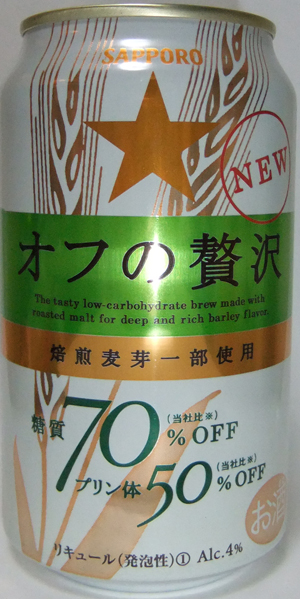 SAPPORO
NEW
オフの贅沢
The tasty low-carbohydrate brew made with
roasted malt for deep and rich barley flavor.
焙煎麦芽一部使用
糖質70%OFF(当社比※)
プリン体50%OFF(当社比※)
お酒
リキュール(発泡性)① Alc.4%